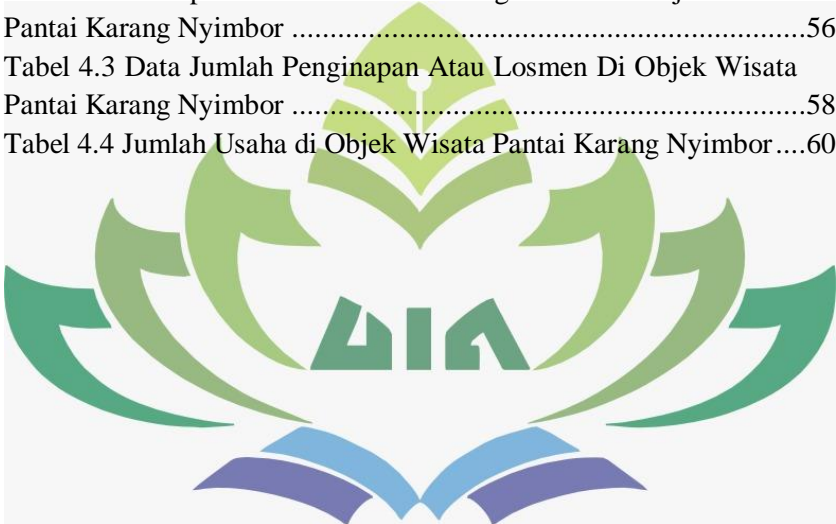 Pantai Karang Nyimbor ............................................................56
Tabel 4.3 Data Jumlah Penginapan Atau Losmen Di Objek Wisata
Pantai Karang Nyimbor ............................................................58
Tabel 4.4 Jumlah Usaha di Objek Wisata Pantai Karang Nyimbor....60
UIN